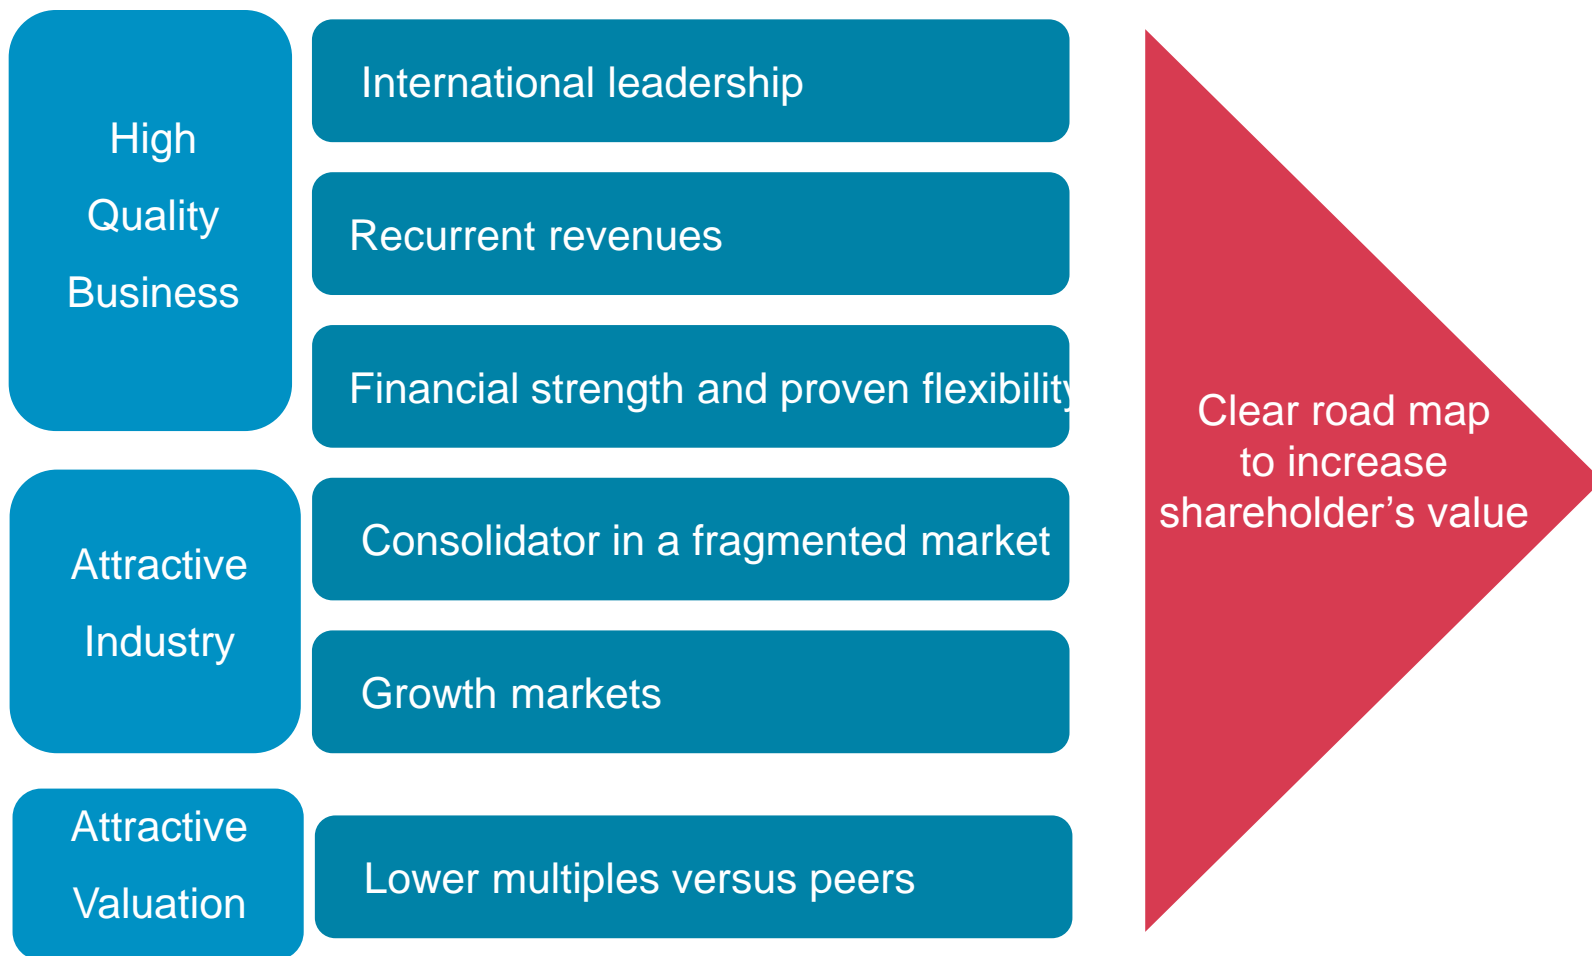 High
Quality
Business
International leadership
Recurrent revenues
Financial strength and proven flexibility
Attractive
Industry
Consolidator in a fragmented market
Growth markets
Attractive
Valuation
Lower multiples versus peers
Clear road map
to increase
shareholder’s value